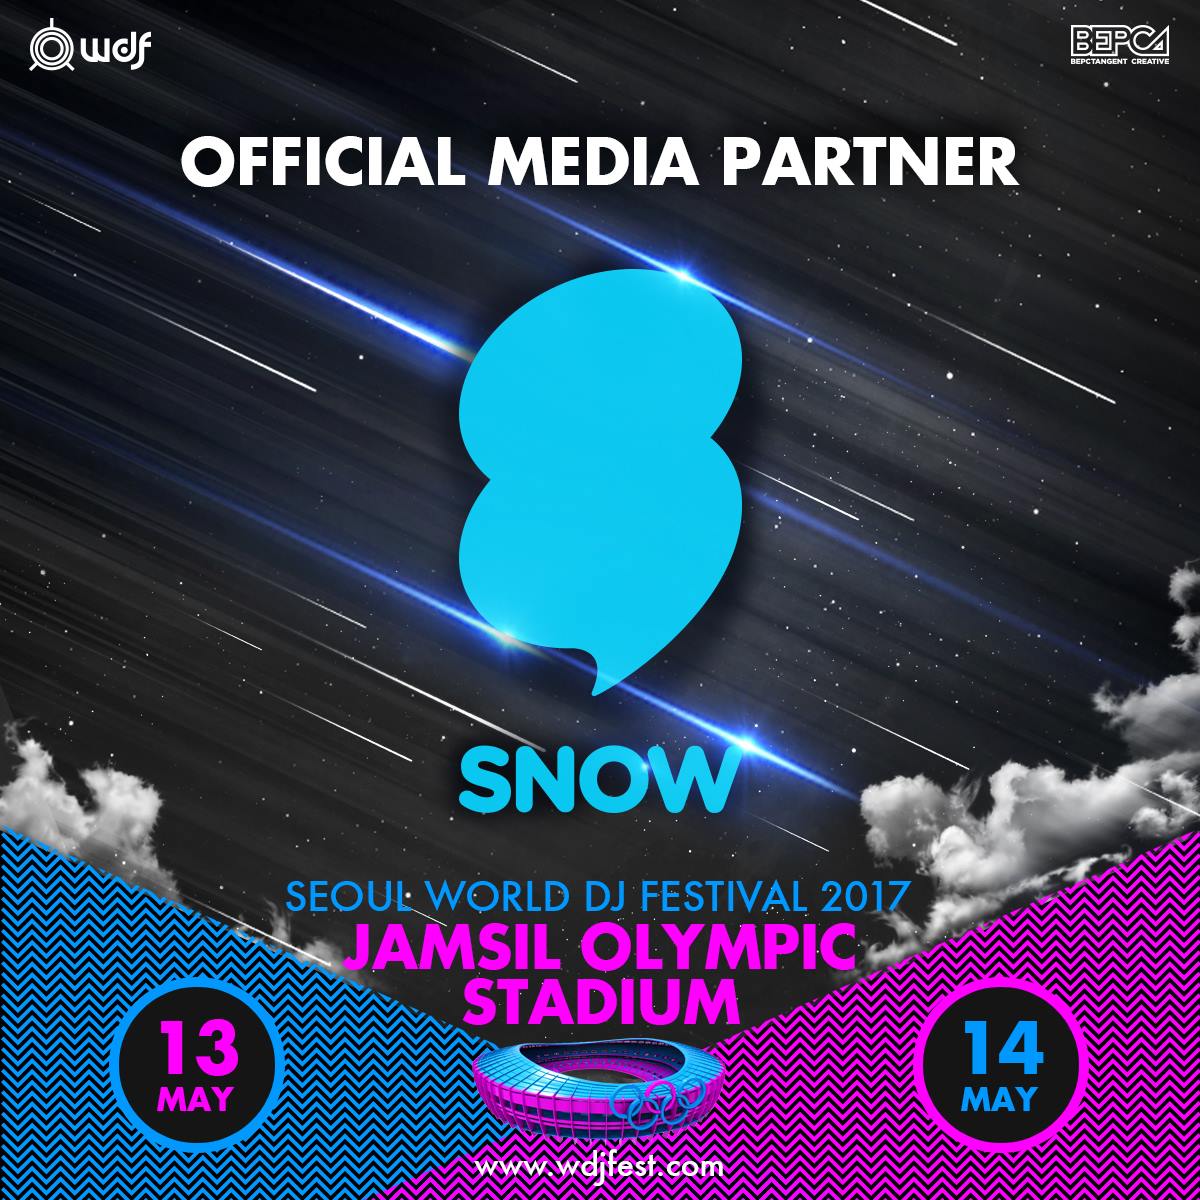 wdf
BEPCA
BEPCTANGENT CREATIVE
OFFICIAL MEDIA PARTNER
SNOW
SEOUL WORLD DJ FESTIVAL 2017
JAMSIL OLYMPIC
STADIUM
13
MAY
14
MAY
www.wdjfest.com